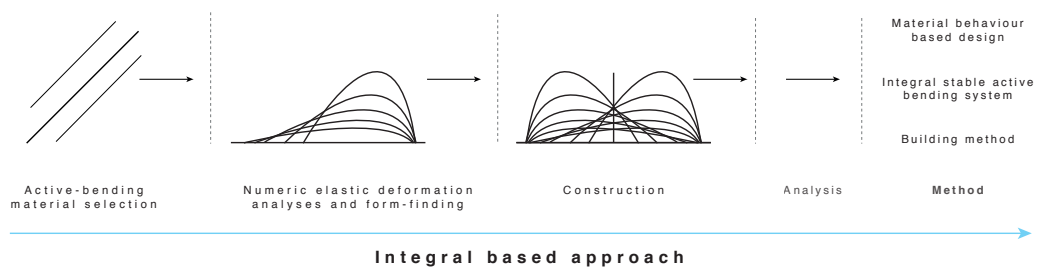 Material behaviour
based design
Integral stable active
bending system
Building method
Active-bending
material selection
Numeric elastic deformation
analyses and form-finding
Construction
Analysis
Method
Integral based approach